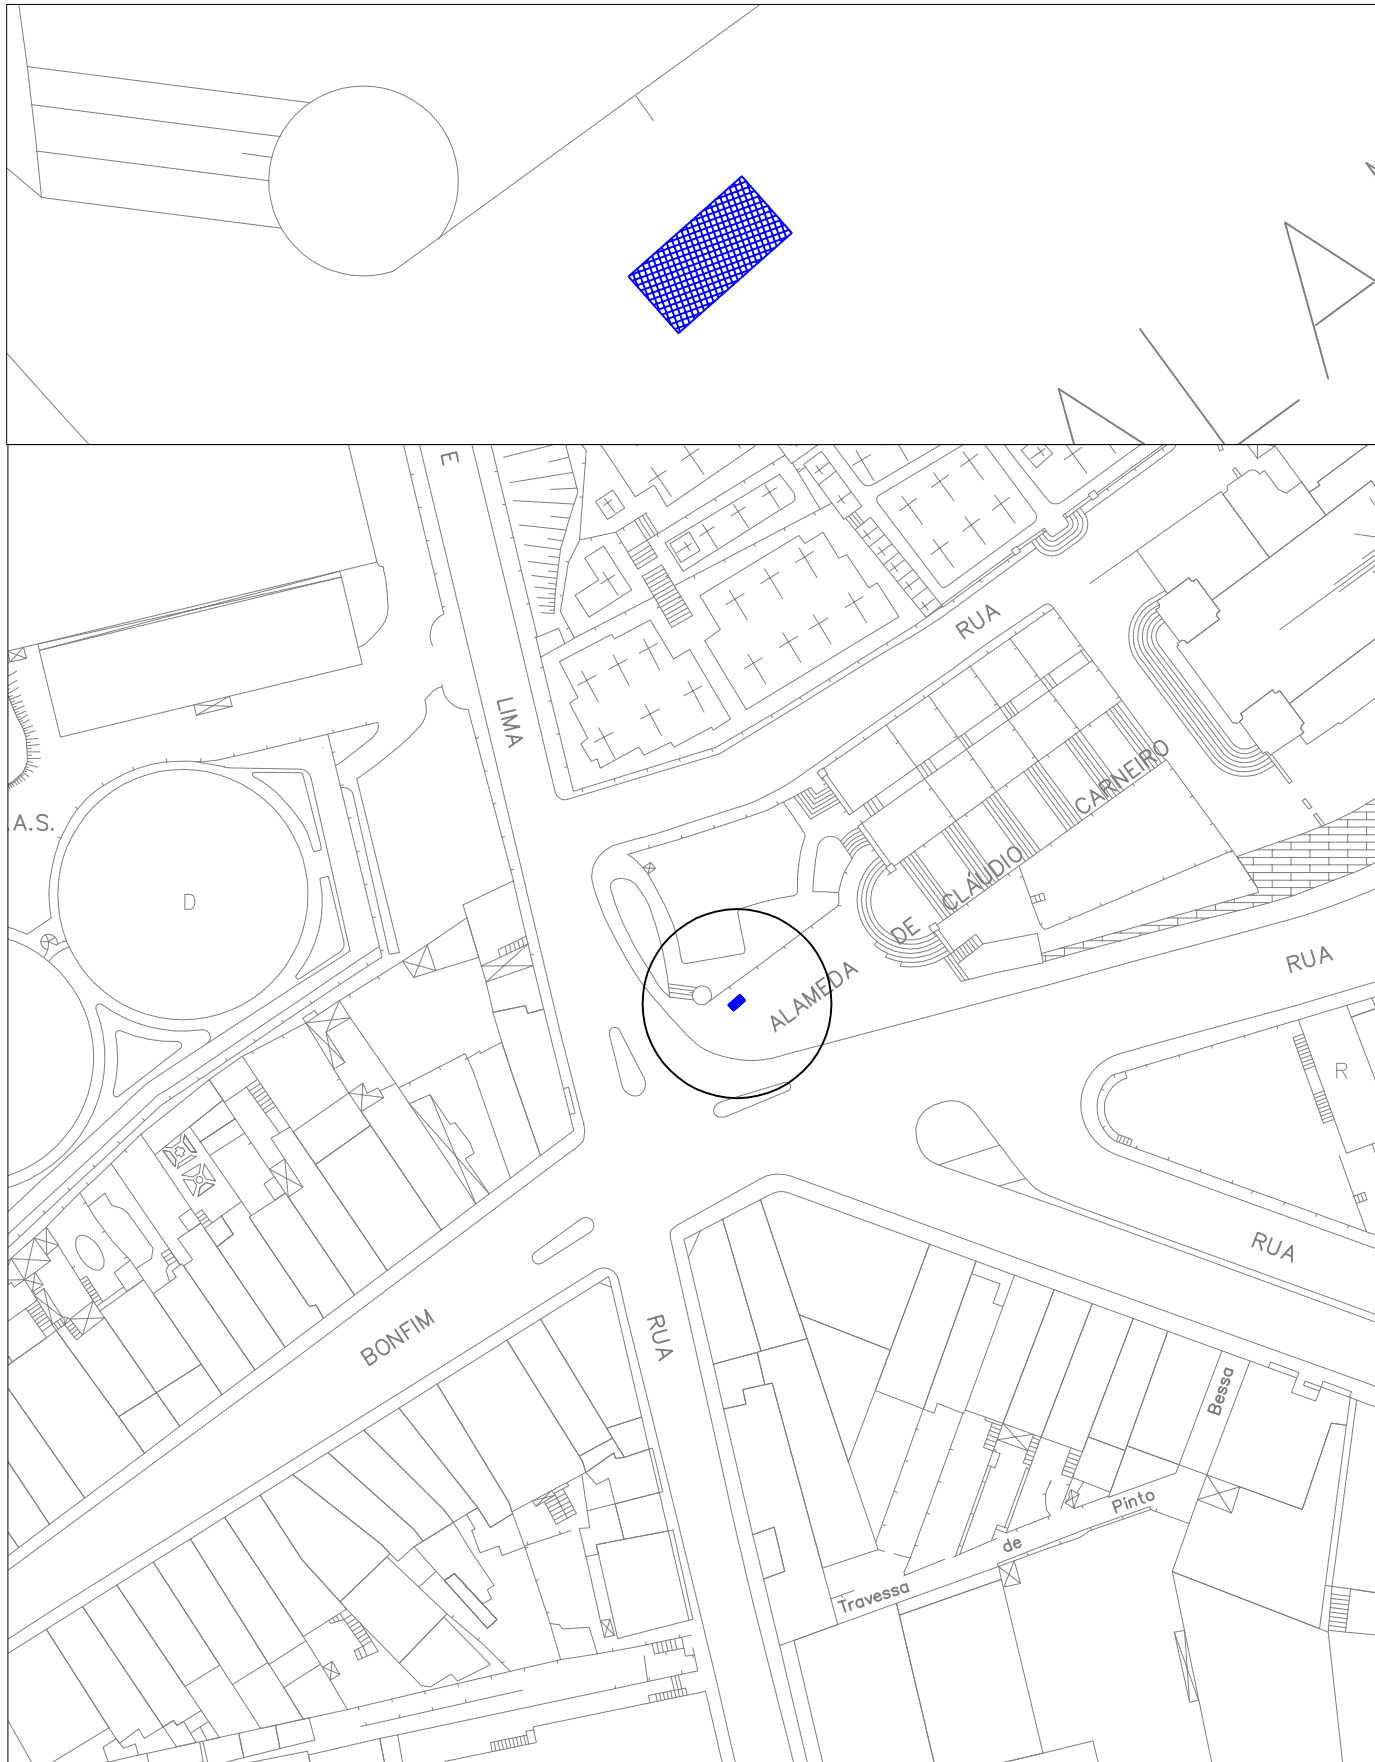 E
LIMA
RUA
ALAMEDA DE CLÁUDIO CARNEIRO
.A.S.
D
RUA
R
RUA
BONFIM
RUA
Bessa
Travessa de Pinto